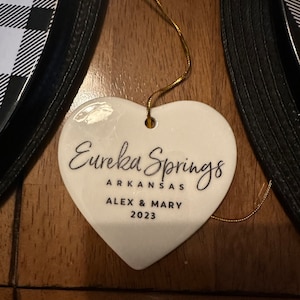 Eureka Springs
ARKANSAS
ALEX & MARY
2023